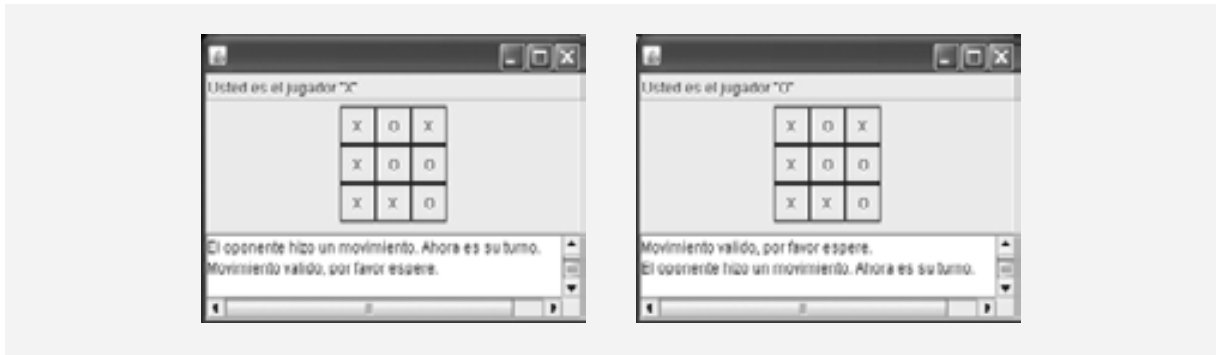 Usted es el jugador "X"
X O X
X O O
X X O
El oponente hizo un movimiento. Ahora es su turno.
Movimiento valido, por favor espere.
Usted es el jugador "O"
X O X
X O O
X X O
Movimiento valido, por favor espere.
El oponente hizo un movimiento. Ahora es su turno.